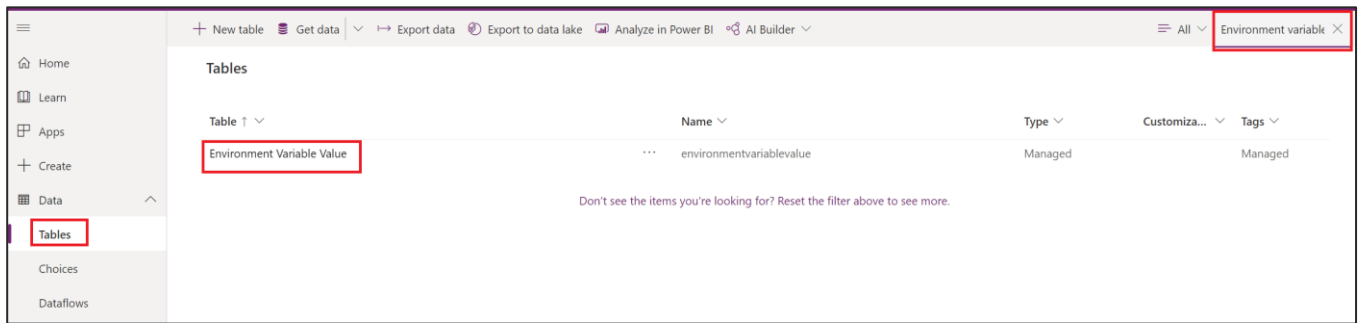 New table Get data Export data Export to data lake Analyze in Power BI AI Builder All Environment variable
Home
Learn
Apps
Create
Data
Tables
Choices
Dataflows
Tables
Table Name Type Customiza... Tags
Environment Variable Value ... environmentvariablevalue Managed Managed
Don't see the items you're looking for? Reset the filter above to see more.